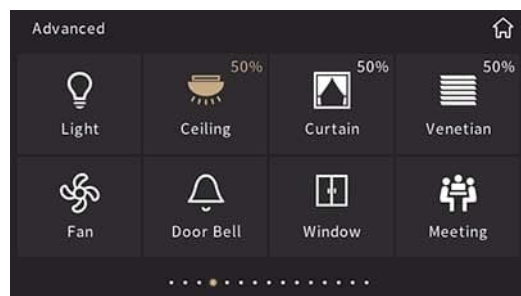 Advanced
50% 50% 50%
Light Ceiling Curtain Venetian
Fan Door Bell Window Meeting